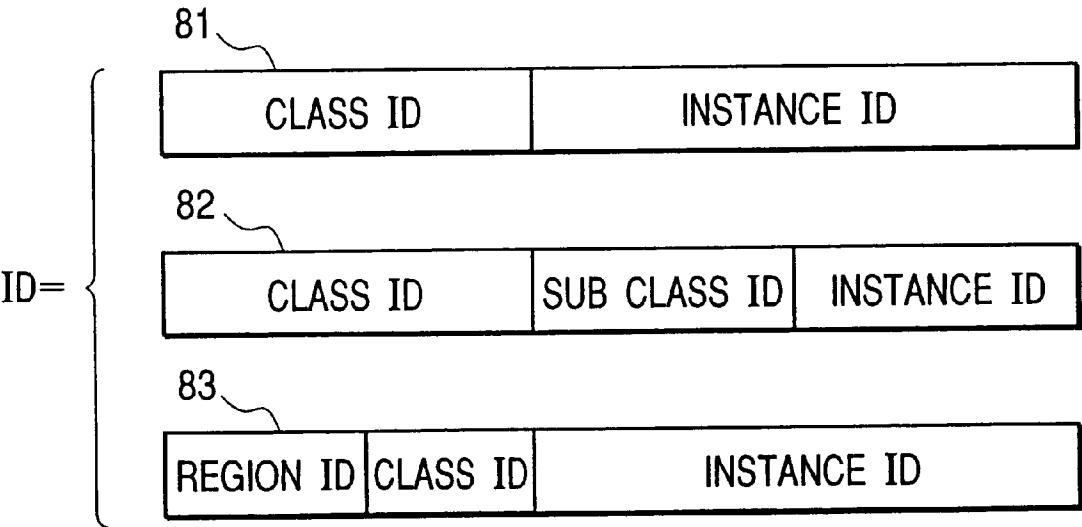 81
CLASS ID INSTANCE ID
82
ID= CLASS ID SUB CLASS ID INSTANCE ID
83
REGION ID CLASS ID INSTANCE ID